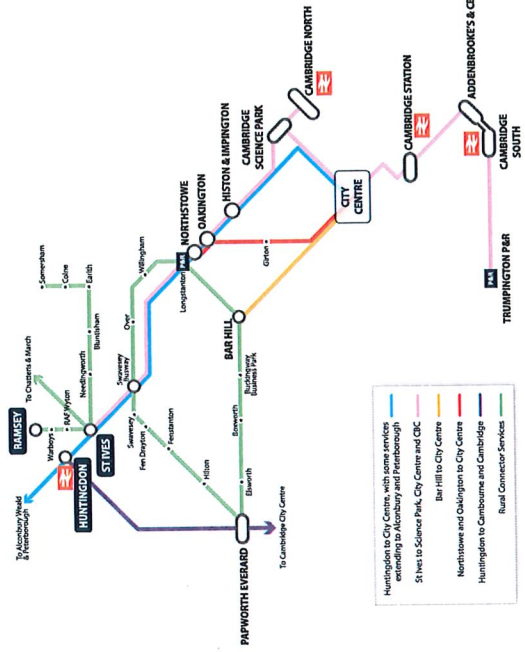 To Alconbury Weald
& Peterborough
HUNTINGDON
RAMSEY
Warboys
RAF Wyton
ST IVES
To Chatteris & March
Needingworth
Bluntisham
Earith
Colne
Somersham
Swavesey
Busway
Over
Willingham
Swavesey
Fen Drayton
Fenstanton
Hilton
Longstanton
P&R
NORTHSTOWE
OAKINGTON
HISTON & IMPINGTON
CAMBRIDGE
SCIENCE PARK
CAMBRIDGE NORTH
PAPWORTH EVERARD
To Cambridge City Centre
Elsworth
Boxworth
Buckingway
Business Park
BAR HILL
Girton
CITY
CENTRE
CAMBRIDGE STATION
ADDENBROOKE'S &
CAMBRIDGE
SOUTH
P&R
TRUMPINGTON P&R
Huntingdon to City Centre, with some services
extending to Alconbury and Peterborough
St Ives to Science Park, City Centre and CBC
Bar Hill to City Centre
Northstowe and Oakington to City Centre
Huntingdon to Cambourne and Cambridge
Rural Connector Services